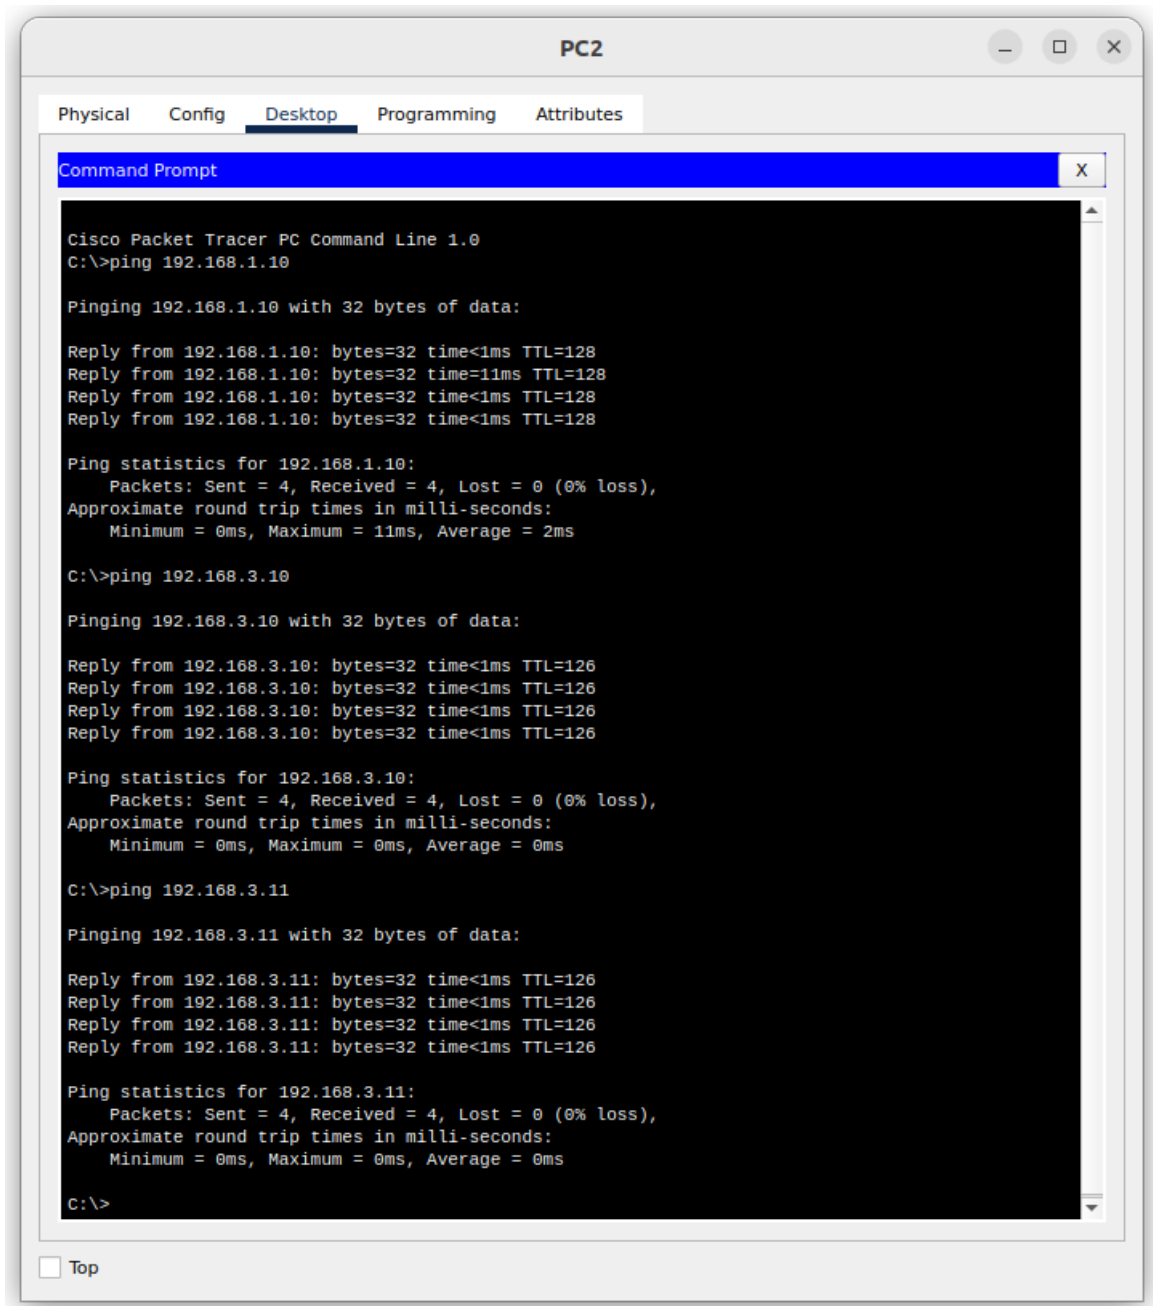 PC2
Physical Config Desktop Programming Attributes
Command Prompt X
Cisco Packet Tracer PC Command Line 1.0
C:\>ping 192.168.1.10
Pinging 192.168.1.10 with 32 bytes of data:
Reply from 192.168.1.10: bytes=32 time<1ms TTL=128
Reply from 192.168.1.10: bytes=32 time=11ms TTL=128
Reply from 192.168.1.10: bytes=32 time<1ms TTL=128
Reply from 192.168.1.10: bytes=32 time<1ms TTL=128
Ping statistics for 192.168.1.10:
    Packets: Sent = 4, Received = 4, Lost = 0 (0% loss),
Approximate round trip times in milli-seconds:
    Minimum = 0ms, Maximum = 11ms, Average = 2ms
C:\>ping 192.168.3.10
Pinging 192.168.3.10 with 32 bytes of data:
Reply from 192.168.3.10: bytes=32 time<1ms TTL=126
Reply from 192.168.3.10: bytes=32 time<1ms TTL=126
Reply from 192.168.3.10: bytes=32 time<1ms TTL=126
Reply from 192.168.3.10: bytes=32 time<1ms TTL=126
Ping statistics for 192.168.3.10:
    Packets: Sent = 4, Received = 4, Lost = 0 (0% loss),
Approximate round trip times in milli-seconds:
    Minimum = 0ms, Maximum = 0ms, Average = 0ms
C:\>ping 192.168.3.11
Pinging 192.168.3.11 with 32 bytes of data:
Reply from 192.168.3.11: bytes=32 time<1ms TTL=126
Reply from 192.168.3.11: bytes=32 time<1ms TTL=126
Reply from 192.168.3.11: bytes=32 time<1ms TTL=126
Reply from 192.168.3.11: bytes=32 time<1ms TTL=126
Ping statistics for 192.168.3.11:
    Packets: Sent = 4, Received = 4, Lost = 0 (0% loss),
Approximate round trip times in milli-seconds:
    Minimum = 0ms, Maximum = 0ms, Average = 0ms
C:\>
Top